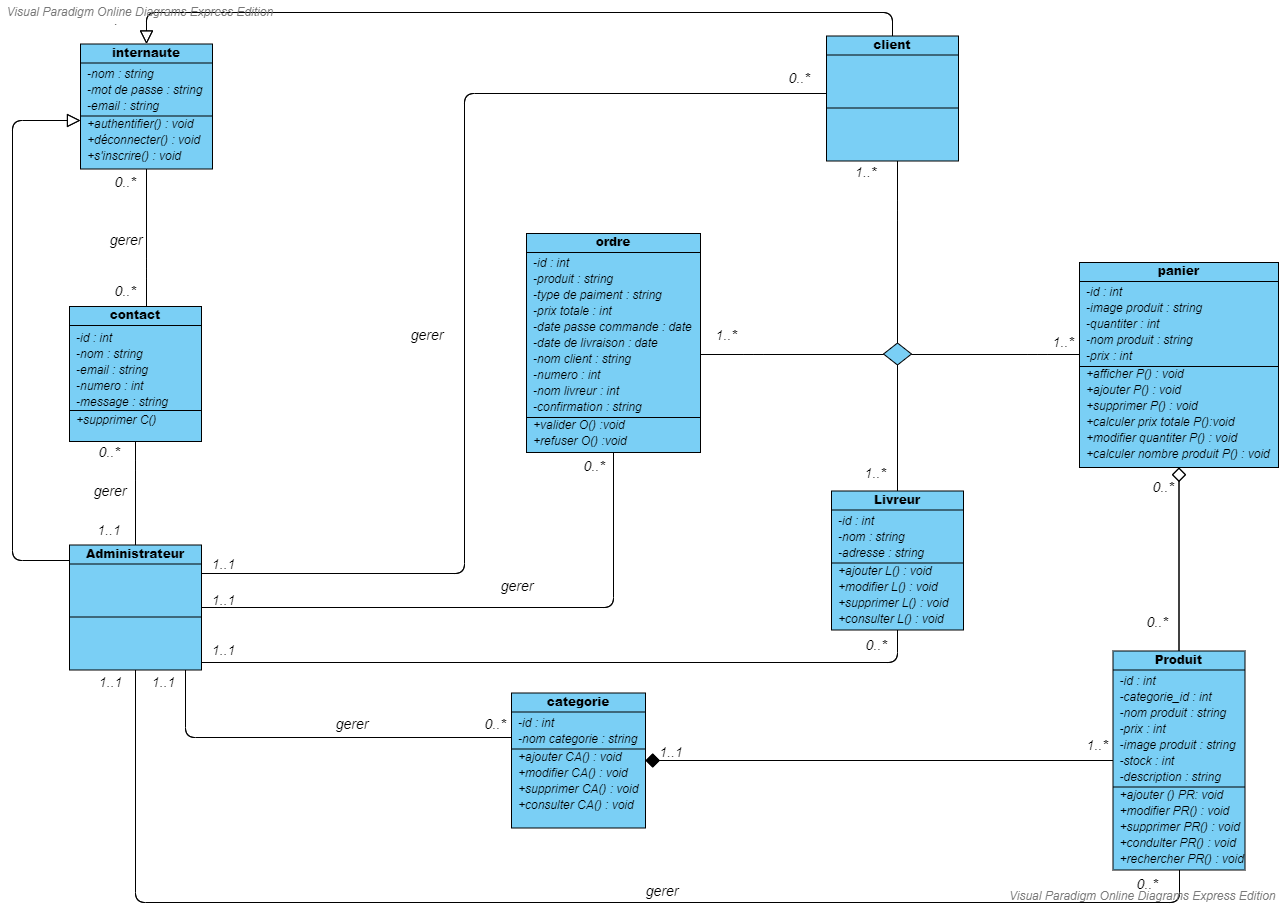 Visual Paradigm Online Diagrams Express Edition
internaute
-nom : string
-mot de passe : string
-email : string
+authentifier() : void
+déconnecter() : void
+s'inscrire() : void
0..*
gerer
0..*
contact
-id : int
-nom : string
-email : string
-numero : int
-message : string
+supprimer C()
0..*
gerer
1..1
Administrateur
1..1
1..1
1..1
1..1
1..1
client
0..*
1..*
gerer
ordre
-id : int
-produit : string
-type de paiment : string
-prix totale : int
-date passe commande : date
-date de livraison : date
-nom client : string
-numero : int
-nom livreur : int
-confirmation : string
+valider O() :void
+refuser O() :void
1..*
0..*
gerer
panier
-id : int
-image produit : string
-quantiter : int
-nom produit : string
-prix : int
+afficher P() : void
+ajouter P() : void
+supprimer P() : void
+calculer prix totale P():void
+modifier quantiter P() : void
+calculer nombre produit P() : void
1..*
0..*
0..*
1..*
Livreur
-id : int
-nom : string
-adresse : string
+ajouter L() : void
+modifier L() : void
+supprimer L() : void
+consulter L() : void
0..*
gerer
0..*
categorie
-id : int
-nom categorie : string
+ajouter CA() : void
+modifier CA() : void
+supprimer CA() : void
+consulter CA() : void
1..1
1..*
Produit
-id : int
-categorie_id : int
-nom produit : string
-prix : int
-image produit : string
-stock : int
-description : string
+ajouter () PR: void
+modifier PR() : void
+supprimer PR() : void
+condulter PR() : void
+rechercher PR() : void
0..*
gerer
Visual Paradigm Online Diagrams Express Edition